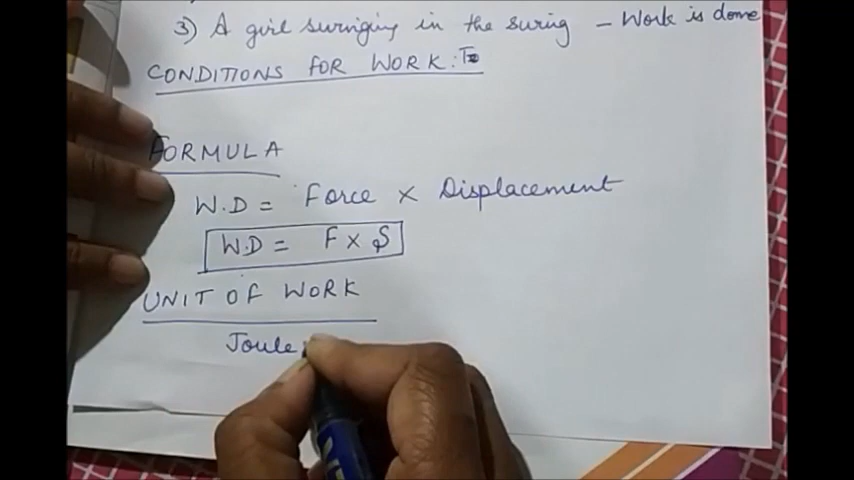 3) A girl swinging in the swing - Work is done
CONDITIONS FOR WORK:-
FORMULA
W.D = Force × Displacement
W.D = F × S
UNIT OF WORK
Joule